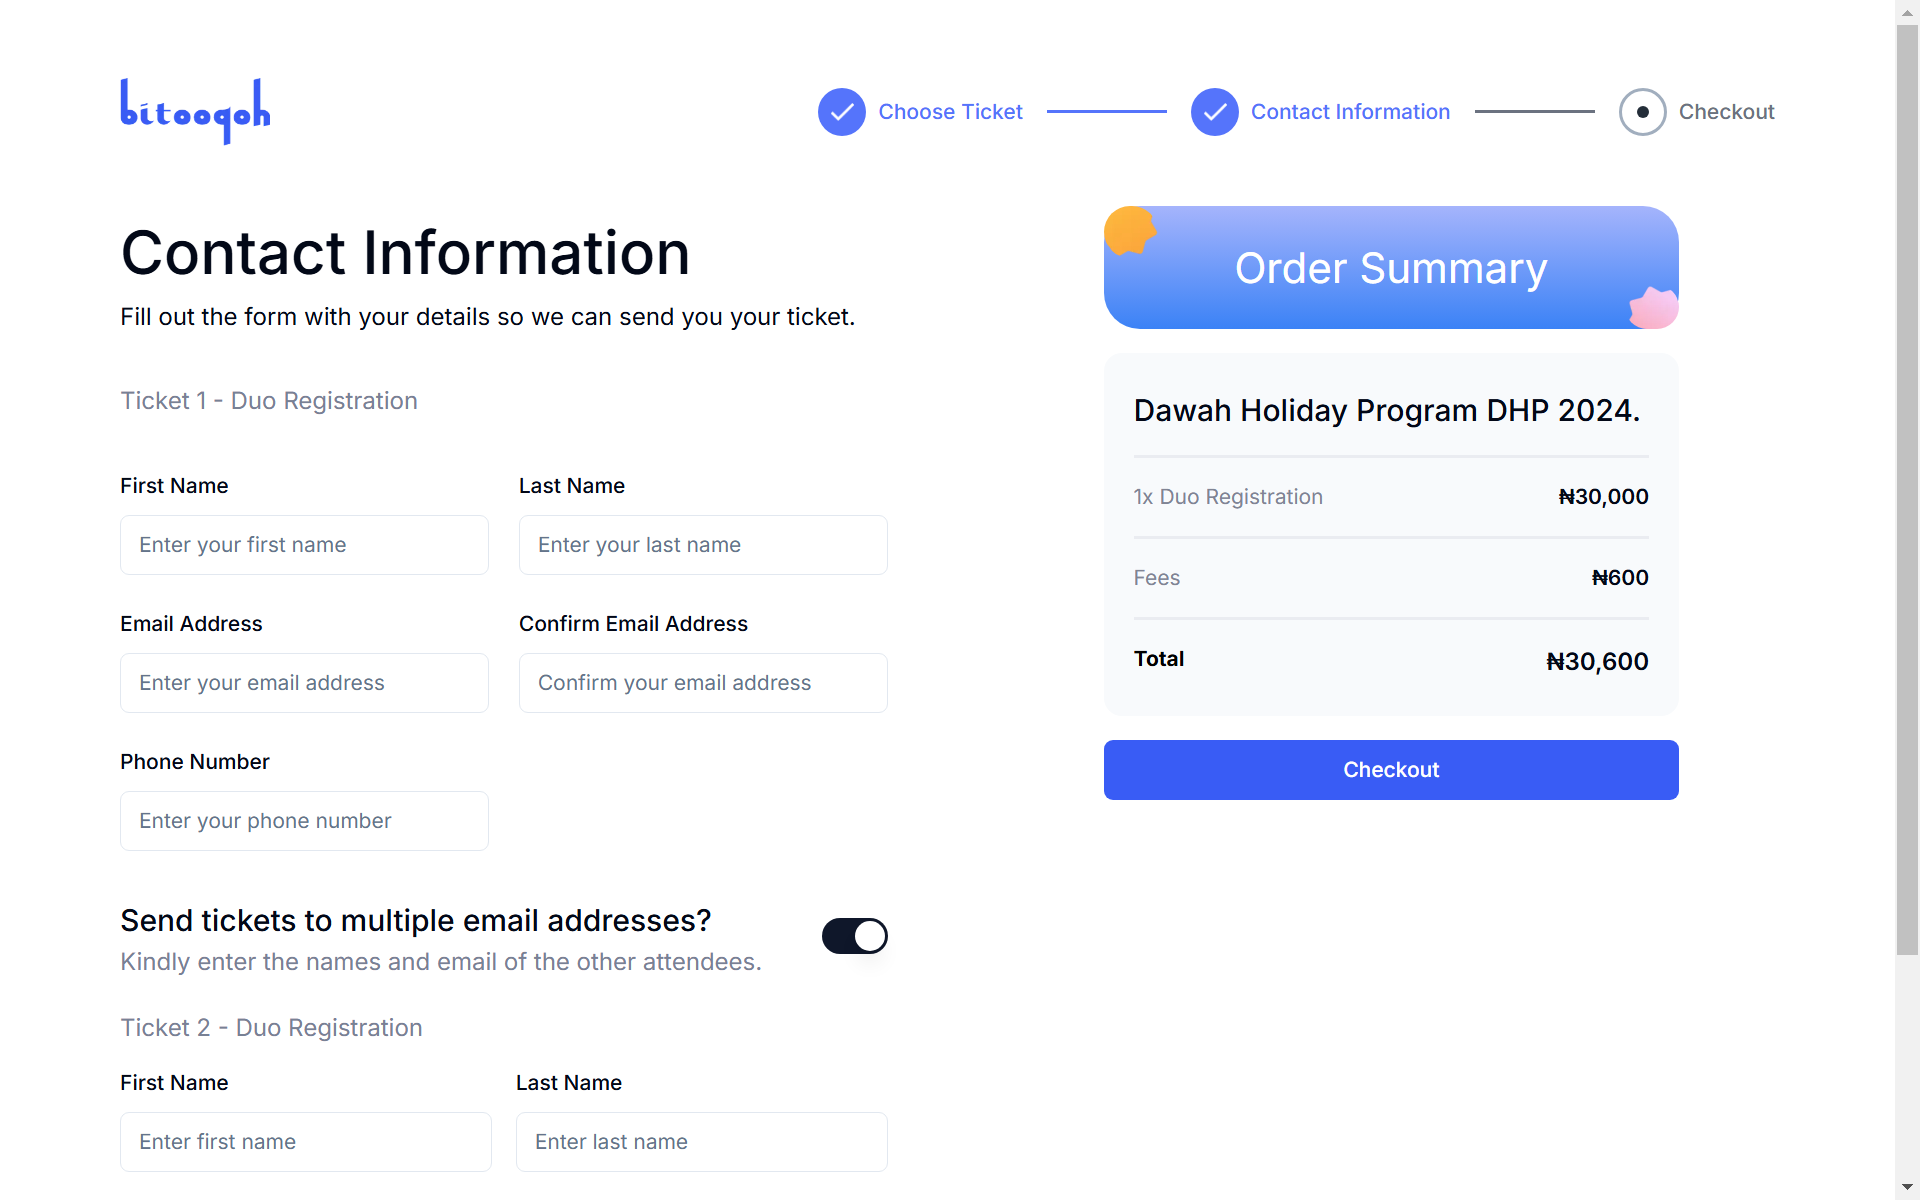 bitooqoh
Choose Ticket
Contact Information
Checkout
Contact Information
Fill out the form with your details so we can send you your ticket.
Ticket 1 - Duo Registration
First Name
Last Name
Enter your first name
Enter your last name
Email Address
Confirm Email Address
Enter your email address
Confirm your email address
Phone Number
Enter your phone number
Send tickets to multiple email addresses?
Kindly enter the names and email of the other attendees.
Ticket 2 - Duo Registration
First Name
Last Name
Enter first name
Enter last name
Order Summary
Dawah Holiday Program DHP 2024.
1x Duo Registration ₦30,000
Fees ₦600
Total ₦30,600
Checkout